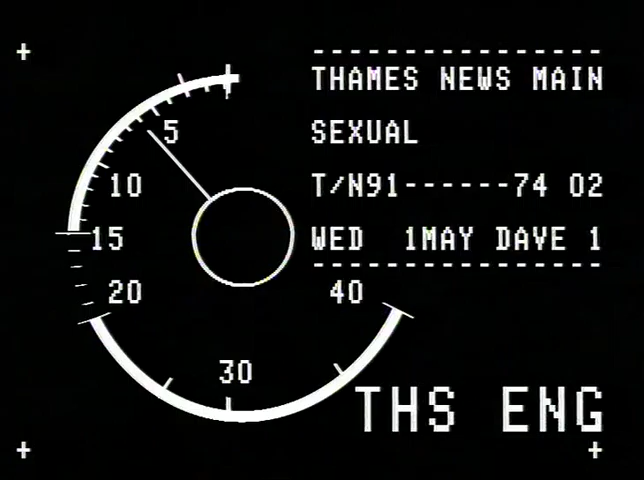 ----------------
THAMES NEWS MAIN
SEXUAL
T/N91------74 02
WED  1MAY DAVE 1
----------------
5
10
15
20
30
40
THS ENG